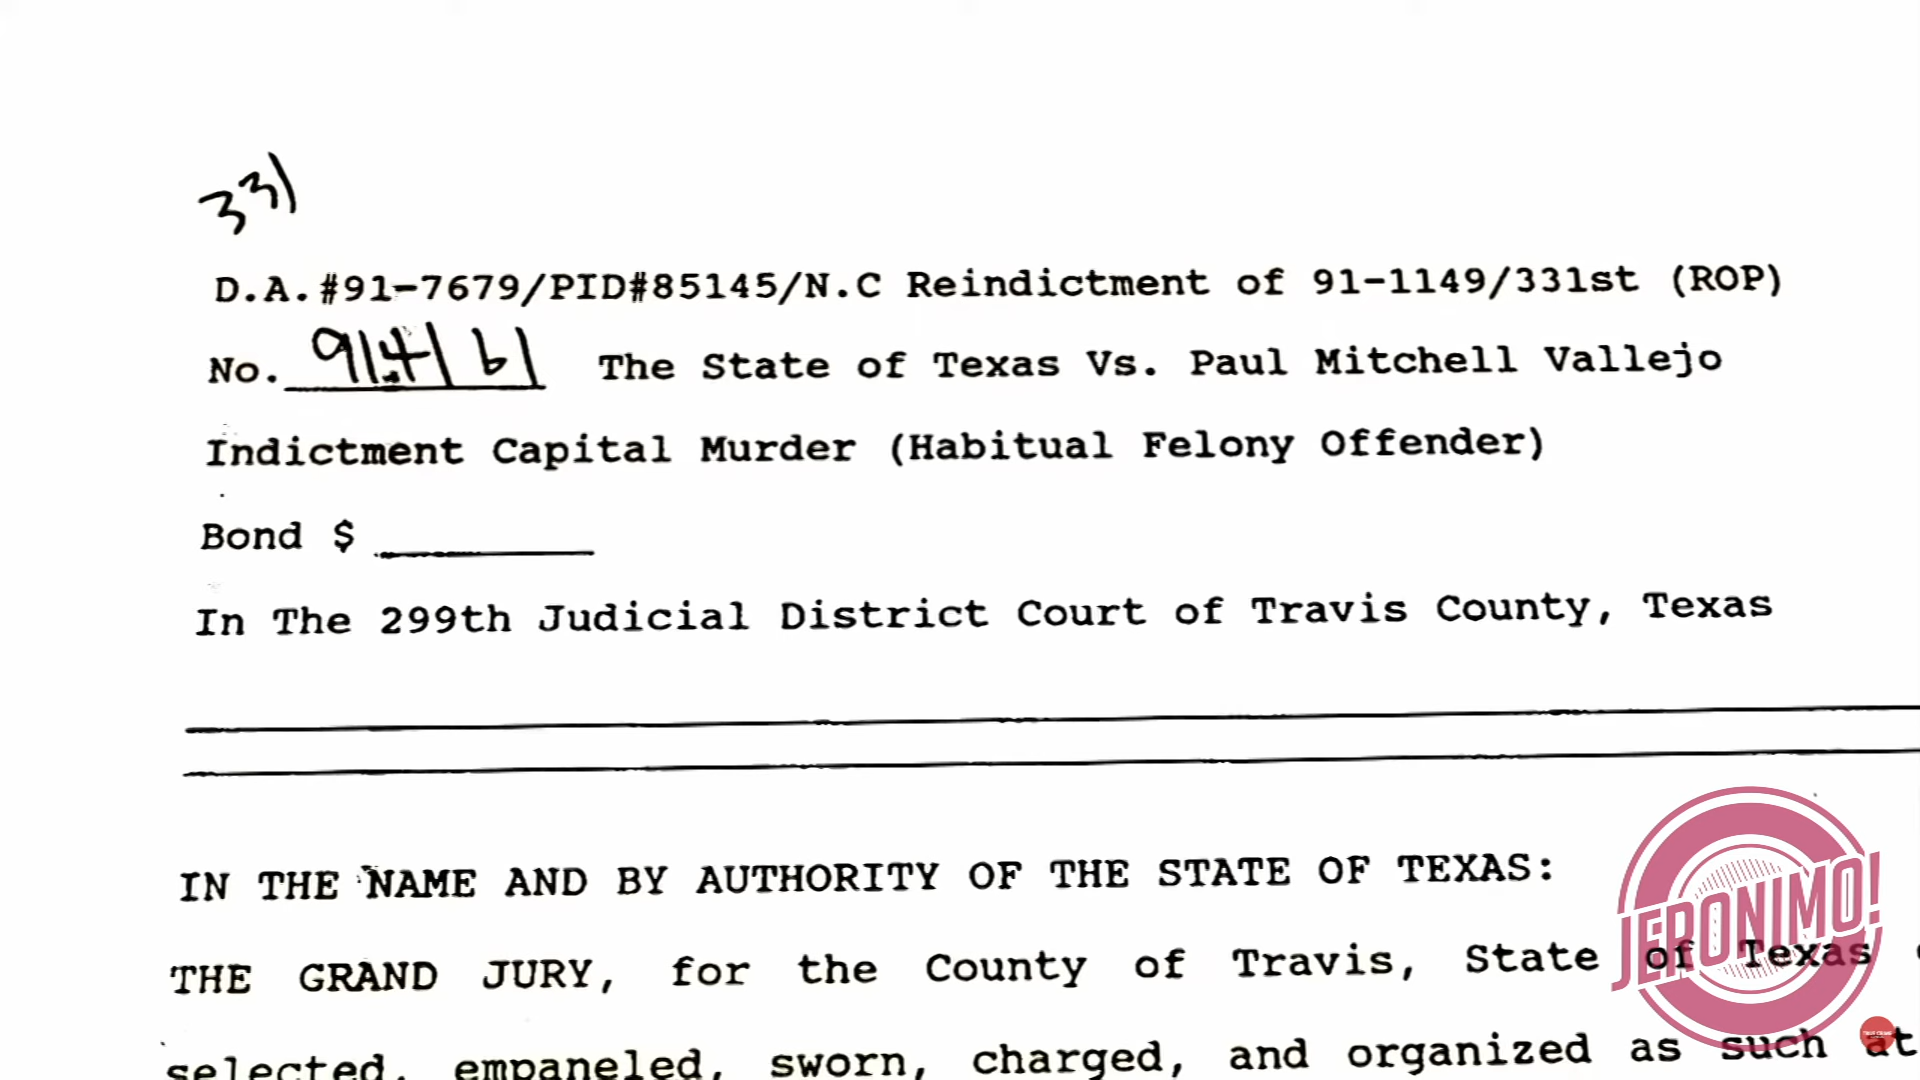 331
D.A.#91-7679/PID#85145/N.C Reindictment of 91-1149/331st (ROP)
No. 914161 The State of Texas Vs. Paul Mitchell Vallejo
Indictment Capital Murder (Habitual Felony Offender)
Bond $
In The 299th Judicial District Court of Travis County, Texas
IN THE NAME AND BY AUTHORITY OF THE STATE OF TEXAS:
THE GRAND JURY, for the County of Travis, State of Texas
selected, empaneled, sworn, charged, and organized as such at
JERONIMO!